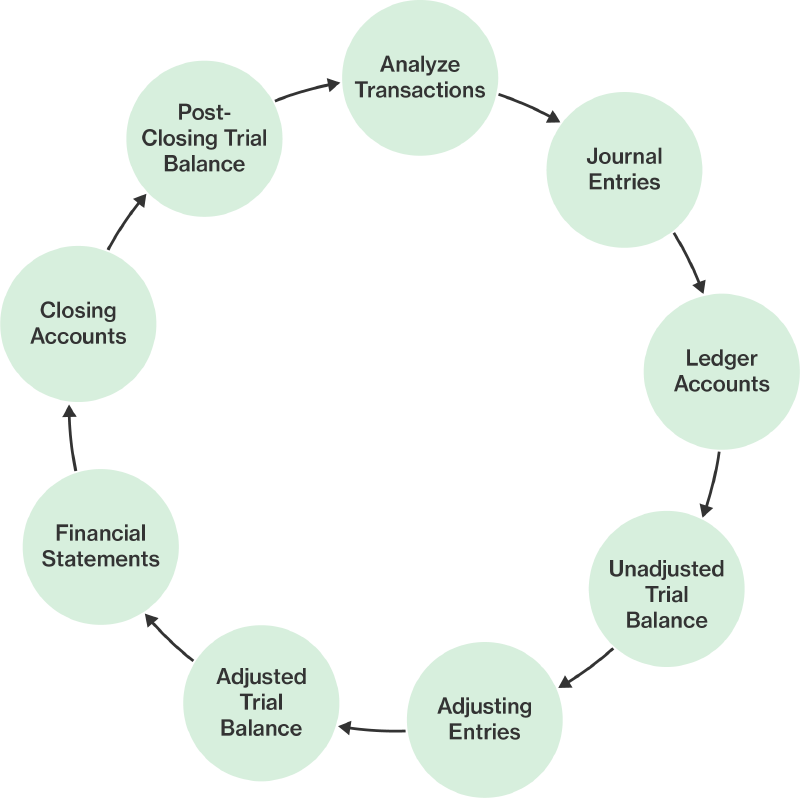 Analyze
Transactions
Journal
Entries
Ledger
Accounts
Unadjusted
Trial
Balance
Adjusting
Entries
Adjusted
Trial
Balance
Financial
Statements
Closing
Accounts
Post-
Closing Trial
Balance